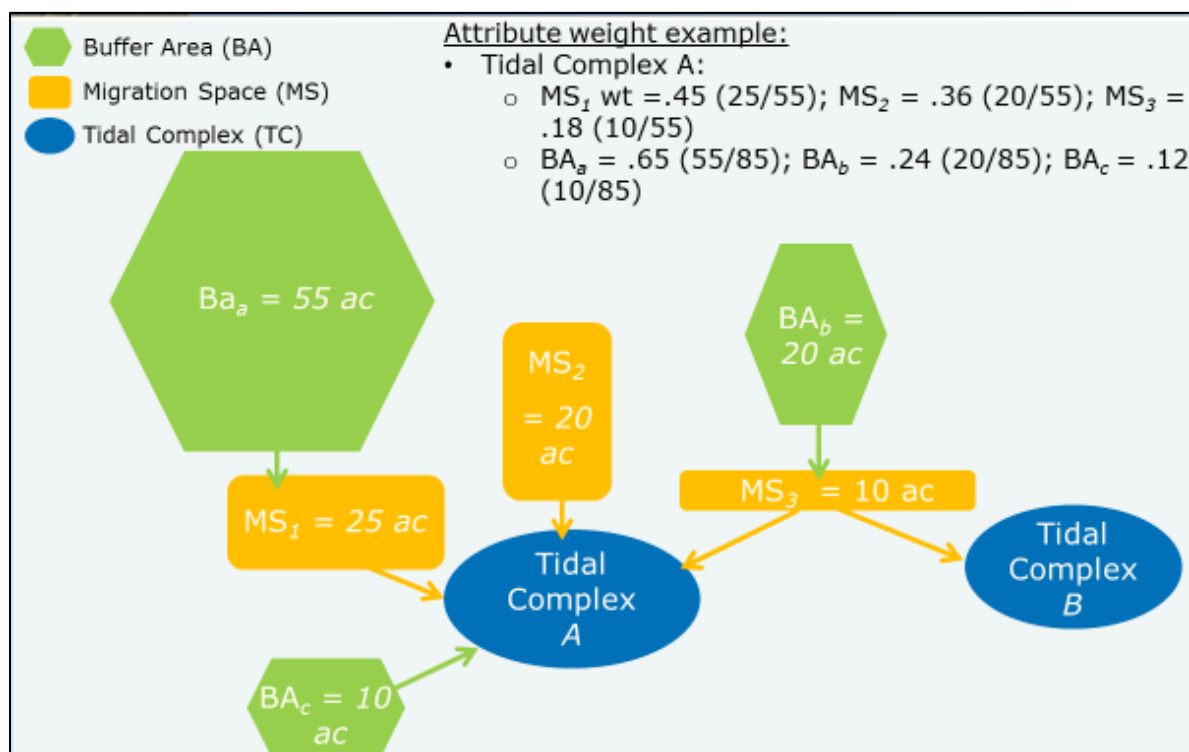 Buffer Area (BA)
Migration Space (MS)
Tidal Complex (TC)
Attribute weight example:
• Tidal Complex A:
o MS1 wt =.45 (25/55); MS2 = .36 (20/55); MS3 =
.18 (10/55)
o BAa = .65 (55/85); BAb = .24 (20/85); BAc = .12
(10/85)
Baa = 55 ac
BAb =
20 ac
MS2
= 20
ac
MS1 = 25 ac
MS3 = 10 ac
Tidal
Complex
A
Tidal
Complex
B
BAc = 10
ac